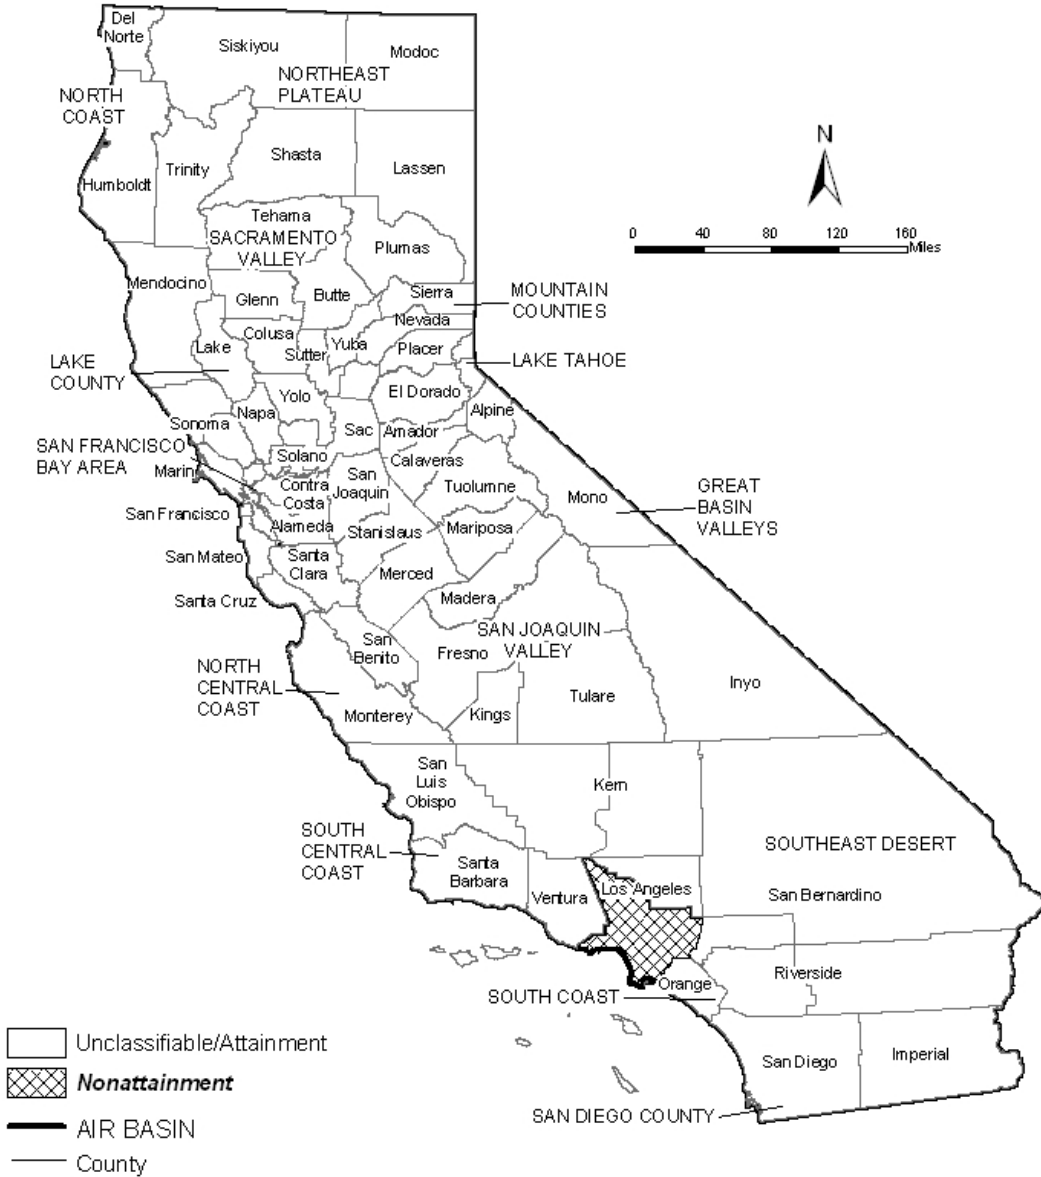 Del
Norte
Siskiyou
Modoc
NORTHEAST
PLATEAU
NORTH
COAST
N
Shasta
Trinity
Lassen
Humboldt
Tehama
SACRAMENTO
VALLEY
Plumas
0 40 80 120 160
Miles
Mendocino
Glenn
Butte
Sierra
MOUNTAIN
COUNTIES
Nevada
Colusa
Lake
Sutter
Yuba
Placer
LAKE TAHOE
LAKE
COUNTY
Yolo
El Dorado
Napa
Alpine
Sonoma
Sac
Amador
SAN FRANCISCO
BAY AREA
Solano
Calaveras
Marin
San
Joaquin
Contra
Costa
Tuolumne
Mono
GREAT
BASIN
VALLEYS
San Francisco
Alameda
Stanislaus
Mariposa
San Mateo
Santa
Clara
Merced
Santa Cruz
Madera
SAN JOAQUIN
VALLEY
San
Benito
Fresno
NORTH
CENTRAL
COAST
Inyo
Tulare
Monterey
Kings
San
Luis
Obispo
Kern
SOUTH
CENTRAL
COAST
SOUTHEAST DESERT
Santa
Barbara
Ventura
Los Angeles
San Bernardino
Riverside
Orange
SOUTH COAST
San Diego
Imperial
SAN DIEGO COUNTY
Unclassifiable/Attainment
Nonattainment
AIR BASIN
County